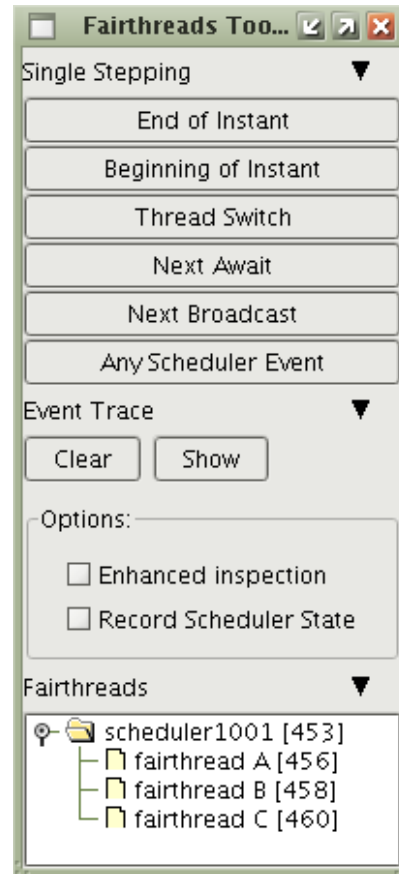 Fairthreads Too...
Single Stepping
End of Instant
Beginning of Instant
Thread Switch
Next Await
Next Broadcast
Any Scheduler Event
Event Trace
Clear Show
Options:
Enhanced inspection
Record Scheduler State
Fairthreads
scheduler1001 [453]
fairthread A [456]
fairthread B [458]
fairthread C [460]